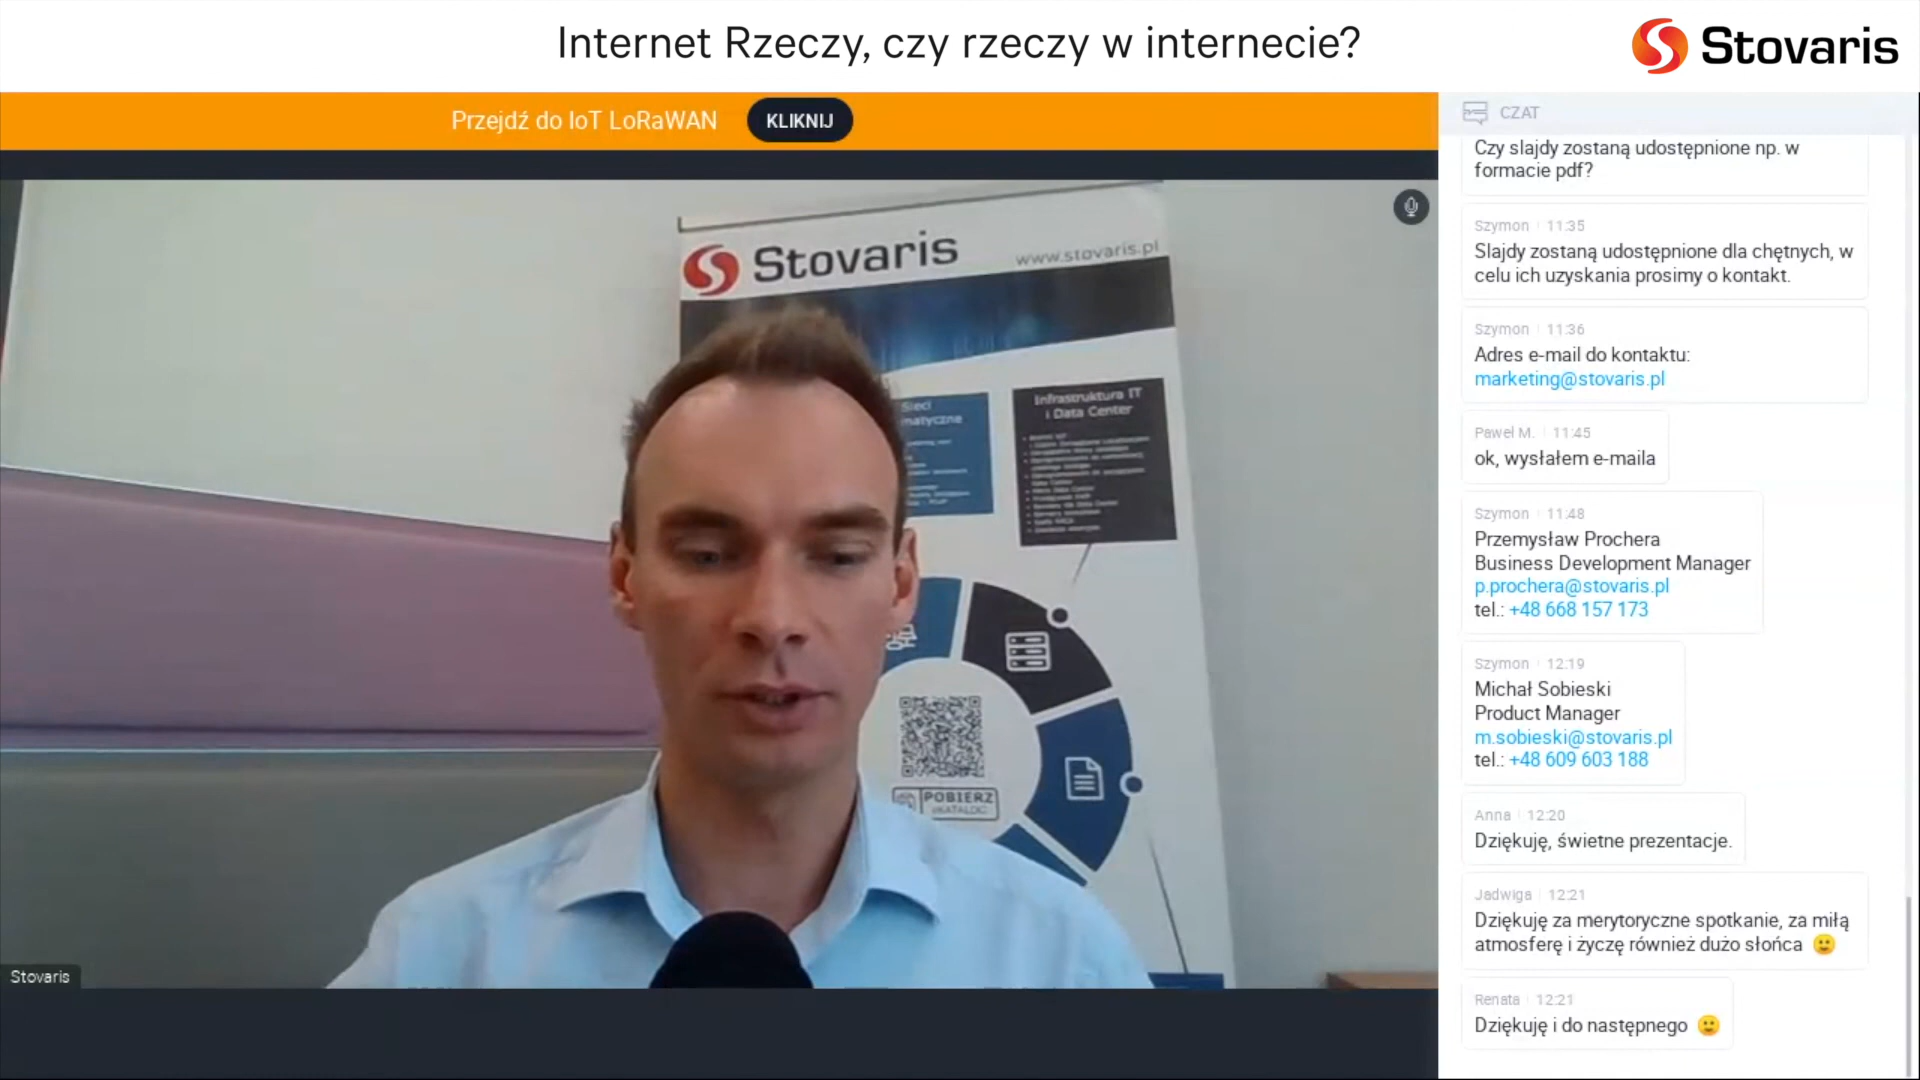 Internet Rzeczy, czy rzeczy w internecie?
Stovaris
Przejdź do IoT LoRaWAN
KLIKNIJ
Stovaris
www.stovaris.pl
Sieci
Infrastruktura IT
i Data Center
POBIERZ
Stovaris
CZAT
Czy slajdy zostaną udostępnione np. w
formacie pdf?
Szymon 11:35
Slajdy zostaną udostępnione dla chętnych, w
celu ich uzyskania prosimy o kontakt.
Szymon 11:36
Adres e-mail do kontaktu:
marketing@stovaris.pl
Pawel M. 11:45
ok, wysłałem e-maila
Szymon 11:48
Przemysław Prochera
Business Development Manager
p.prochera@stovaris.pl
tel.: +48 668 157 173
Szymon 12:19
Michał Sobieski
Product Manager
m.sobieski@stovaris.pl
tel.: +48 609 603 188
Anna 12:20
Dziękuję, świetne prezentacje.
Jadwiga 12:21
Dziękuję za merytoryczne spotkanie, za miłą
atmosferę i życzę również dużo słońca 🙂
Renata 12:21
Dziękuję i do następnego 🙂